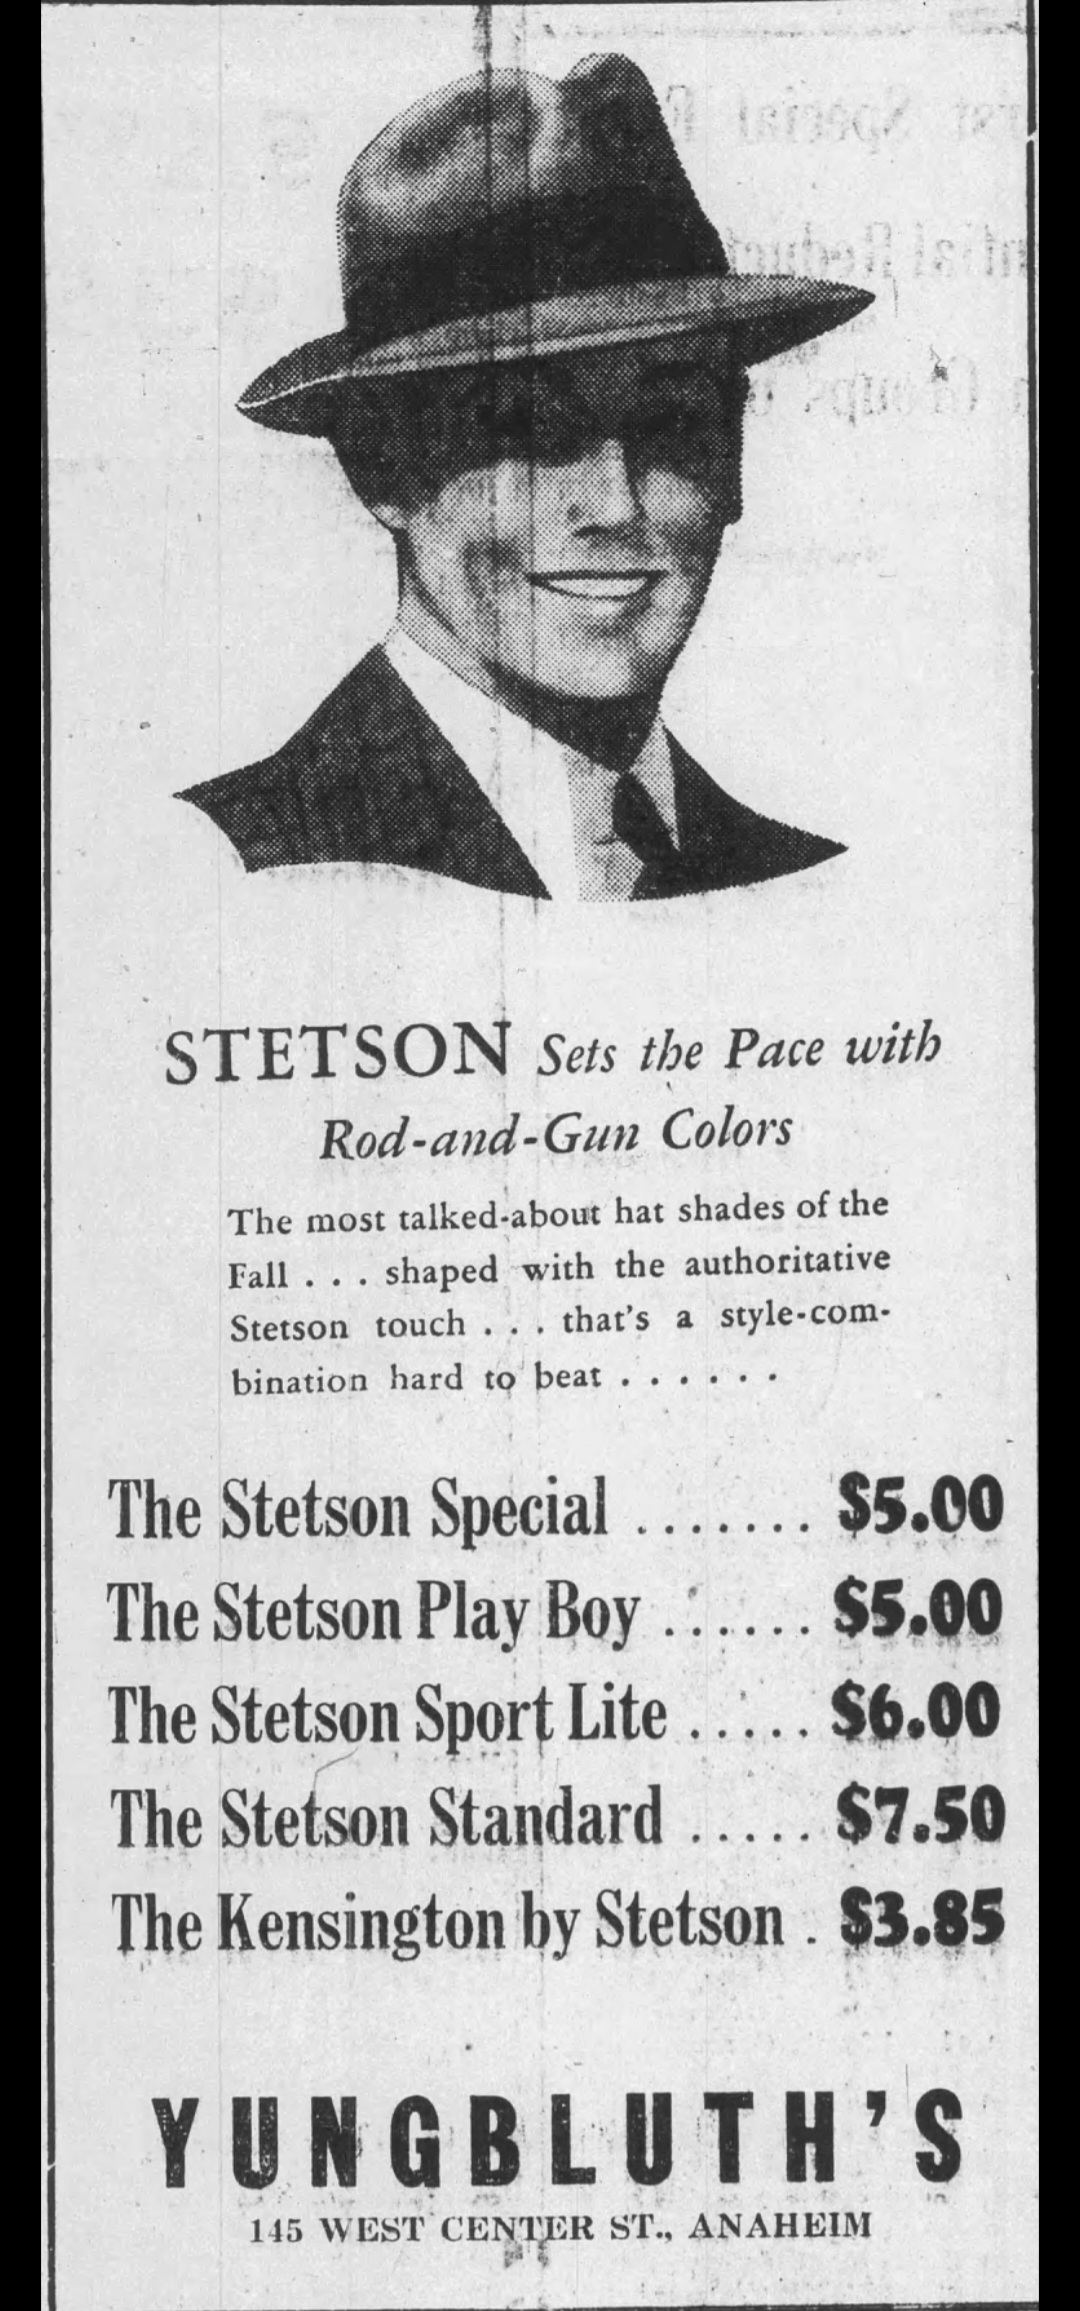 STETSON Sets the Pace with
Rod-and-Gun Colors
The most talked-about hat shades of the
Fall . . . shaped with the authoritative
Stetson touch . . . that's a style-com-
bination hard to beat . . . . . .
The Stetson Special ....... $5.00
The Stetson Play Boy ...... $5.00
The Stetson Sport Lite ..... $6.00
The Stetson Standard ..... $7.50
The Kensington by Stetson . $3.85
YUNGBLUTH'S
145 WEST CENTER ST., ANAHEIM